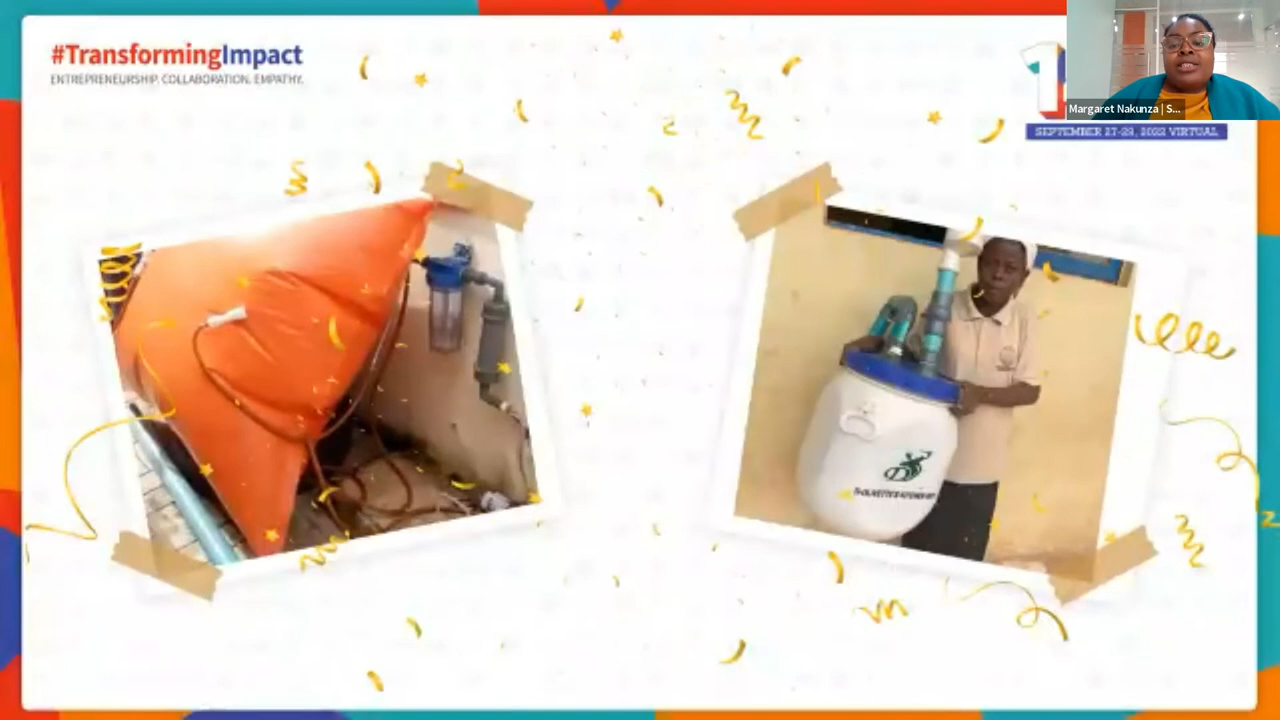 #TransformingImpact
ENTREPRENEURSHIP. COLLABORATION. EMPATHY.
Margaret Nakunza | S...
SEPTEMBER 27-29, 2022 VIRTUAL